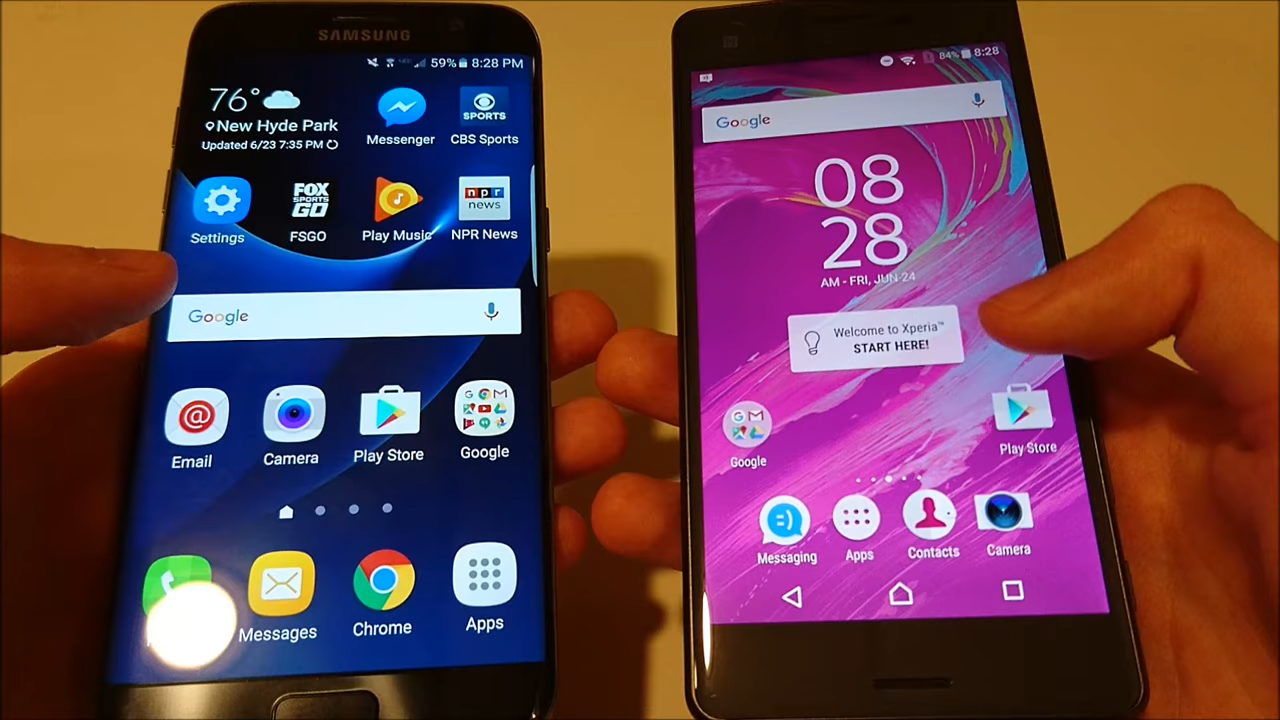 SAMSUNG
59% 8:28 PM
76°
New Hyde Park
Updated 6/23 7:35 PM
Messenger
CBS
SPORTS
CBS Sports
Settings
FOX
SPORTS
GO
FSGO
Play Music
npr
news
NPR News
Google
Email
Camera
Play Store
Google
Messages
Chrome
Apps
84% 8:28
Google
08
28
AM - FRI, JUN 24
Welcome to Xperia™
START HERE!
Google
Play Store
Messaging
Apps
Contacts
Camera